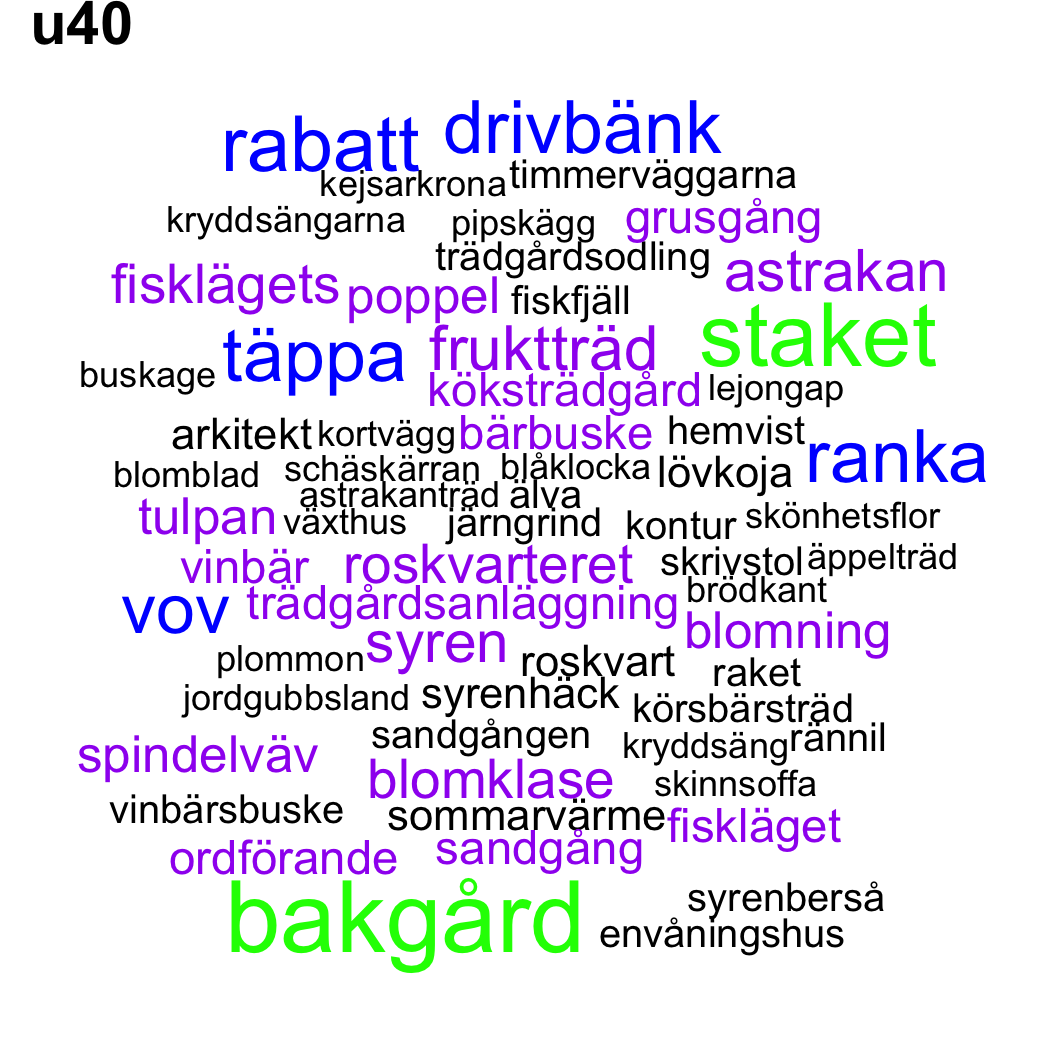 u40
rabatt drivbänk
kejsarkrona timmerväggarna
kryddsängarna pipskägg grusgång
trädgårdsodling astrakan
fisklägets poppel fiskfjäll
staket
täppa fruktträd
buskage köksträdgård lejongap
arkitekt kortvägg bärbuske hemvist
ranka
blomblad schäskärran blåklocka lövkoja
astrakanträd älva
tulpan växthus järngrind kontur skönhetsflor
vinbär roskvarteret skrivstol äppelträd
vov trädgårdsanläggning brödkant
syren blomning
plommon roskvart raket
jordgubbsland syrenhäck körsbärsträd
sandgången kryddsäng rännil
spindelväv blomklase skinnsoffa
vinbärsbuske sommarvärme fiskläget
ordförande sandgång
bakgård syrenberså
envåningshus